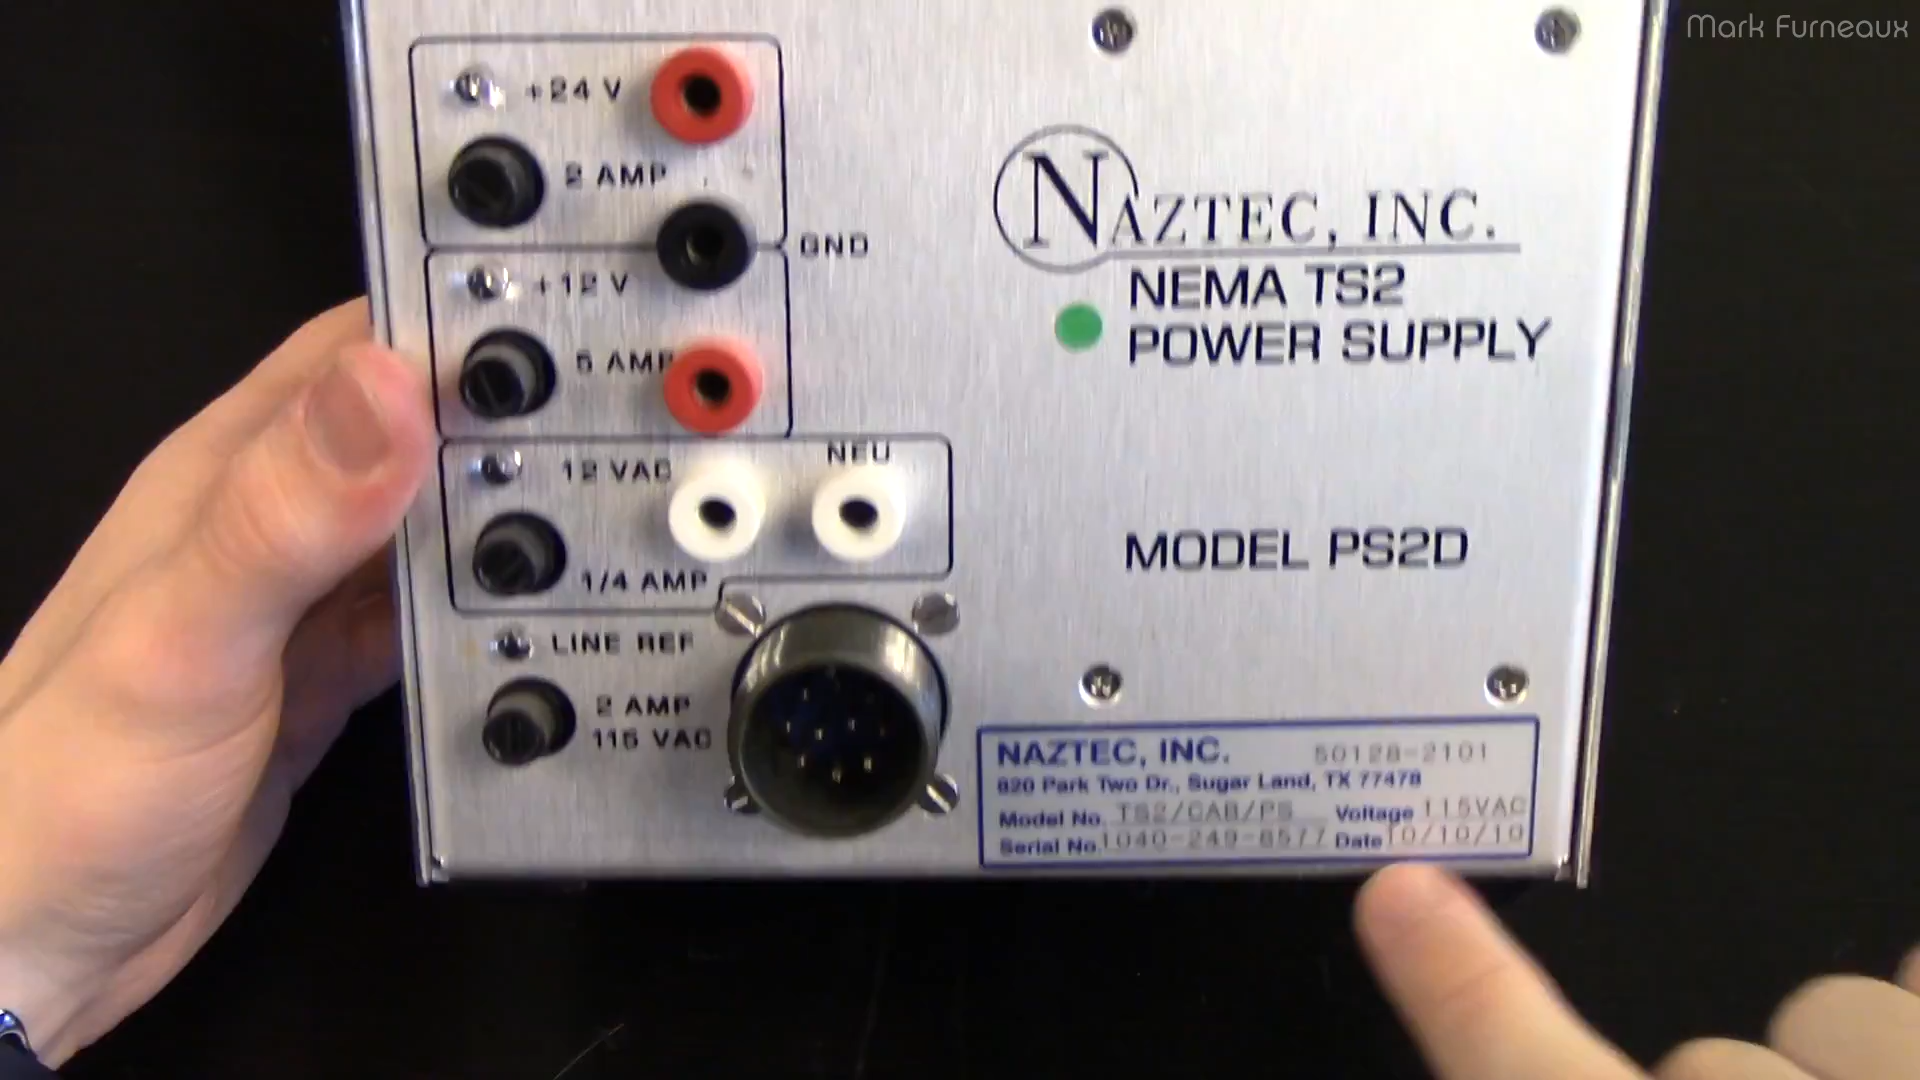 Mark Furneaux
+24 V
2 AMP
GND
+12 V
5 AMP
12 VAC
NEU
1/4 AMP
LINE REF
2 AMP
115 VAC
NAZTEC, INC.
NEMA TS2
POWER SUPPLY
MODEL PS2D
NAZTEC, INC. 50128-2101
820 Park Two Dr., Sugar Land, TX 77478
Model No. TS2/CAB/PS Voltage 115VAC
Serial No. 1040-249-8577 Date 10/10/10